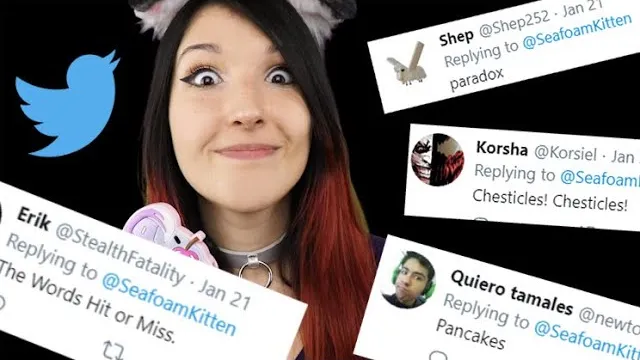 Shep @Shep252 · Jan 21
Replying to @SeafoamKitten
paradox
Korsha @Korsiel · Jan
Replying to @Seafoam
Chesticles! Chesticles!
Erik @StealthFatality · Jan 21
Replying to @SeafoamKitten
The Words Hit or Miss.
Quiero tamales @newto
Replying to @SeafoamKit
Pancakes